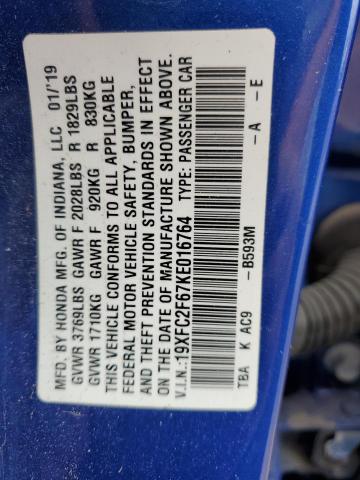 MFD. BY HONDA MFG. OF INDIANA, LLC 01/'19
GVWR 3769LBS GAWR F 2028LBS R 1829LBS
GVWR 1710KG GAWR F 920KG R 830KG
THIS VEHICLE CONFORMS TO ALL APPLICABLE
FEDERAL MOTOR VEHICLE SAFETY, BUMPER,
AND THEFT PREVENTION STANDARDS IN EFFECT
ON THE DATE OF MANUFACTURE SHOWN ABOVE.
V.I.N.:19XFC2F67KE016764 TYPE: PASSENGER CAR
TBA K AC9 -B593M -A -E